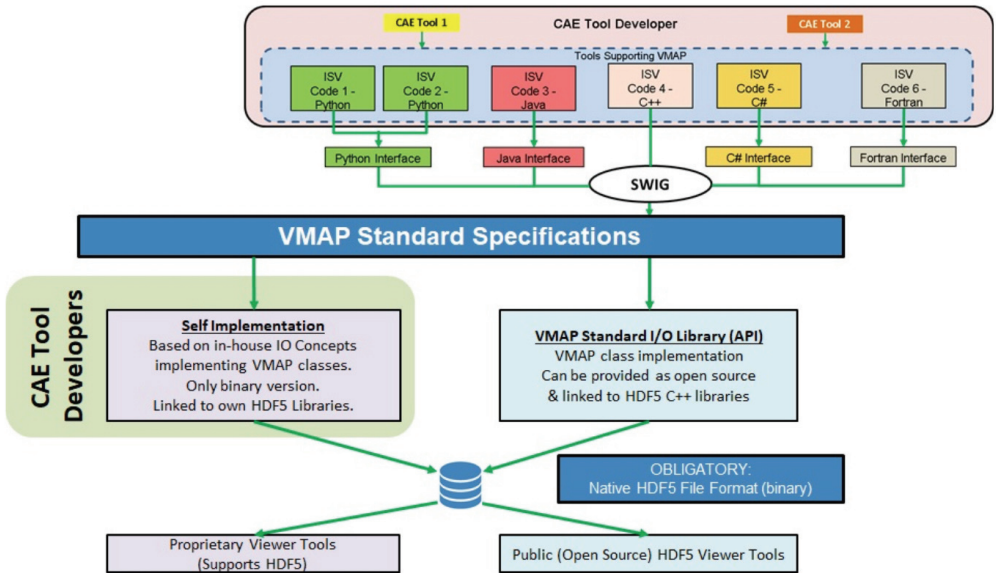 CAE Tool 1
CAE Tool Developer
CAE Tool 2
Tools Supporting VMAP
ISV
Code 1 -
Python
ISV
Code 2 -
Python
ISV
Code 3 -
Java
ISV
Code 4 -
C++
ISV
Code 5 -
C#
ISV
Code 6 -
Fortran
Python Interface
Java Interface
C# Interface
Fortran Interface
SWIG
VMAP Standard Specifications
CAE Tool
Developers
Self Implementation
Based on in-house IO Concepts
implementing VMAP classes.
Only binary version.
Linked to own HDF5 Libraries.
VMAP Standard I/O Library (API)
VMAP class implementation
Can be provided as open source
& linked to HDF5 C++ libraries
OBLIGATORY:
Native HDF5 File Format (binary)
Proprietary Viewer Tools
(Supports HDF5)
Public (Open Source) HDF5 Viewer Tools